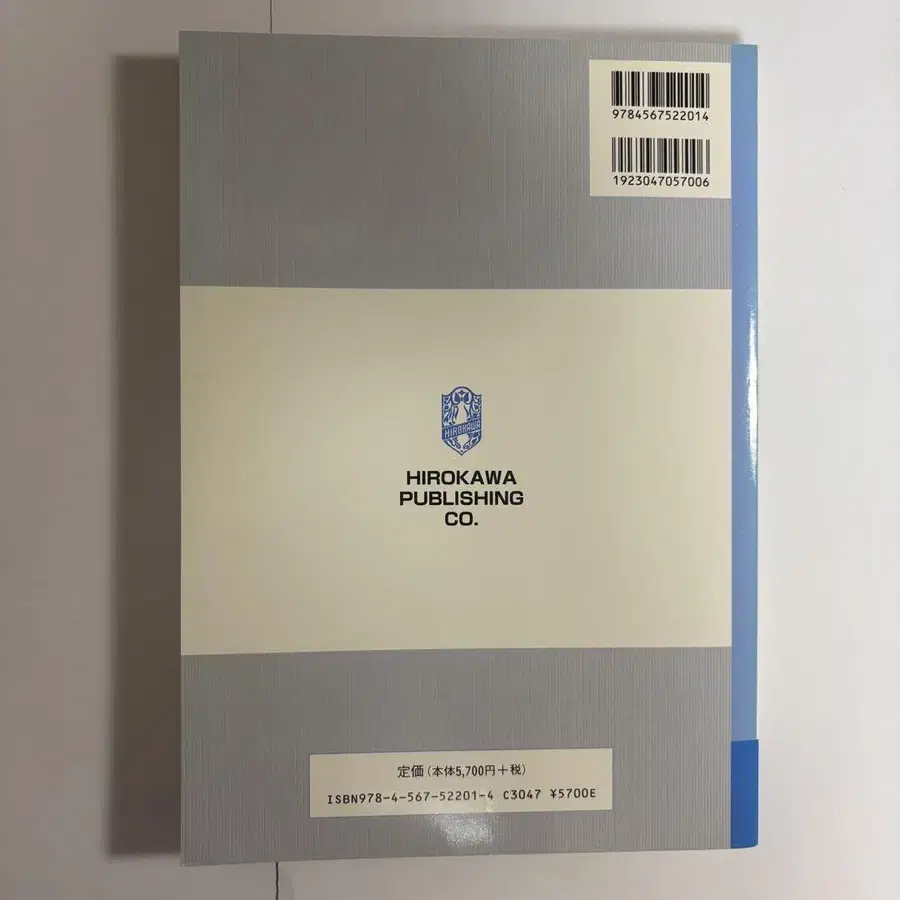 9784567522014
1923047057006
HIROKAWA
HIROKAWA
PUBLISHING
CO.
定価(本体5,700円+税)
ISBN978-4-567-52201-4 C3047 ¥5700E